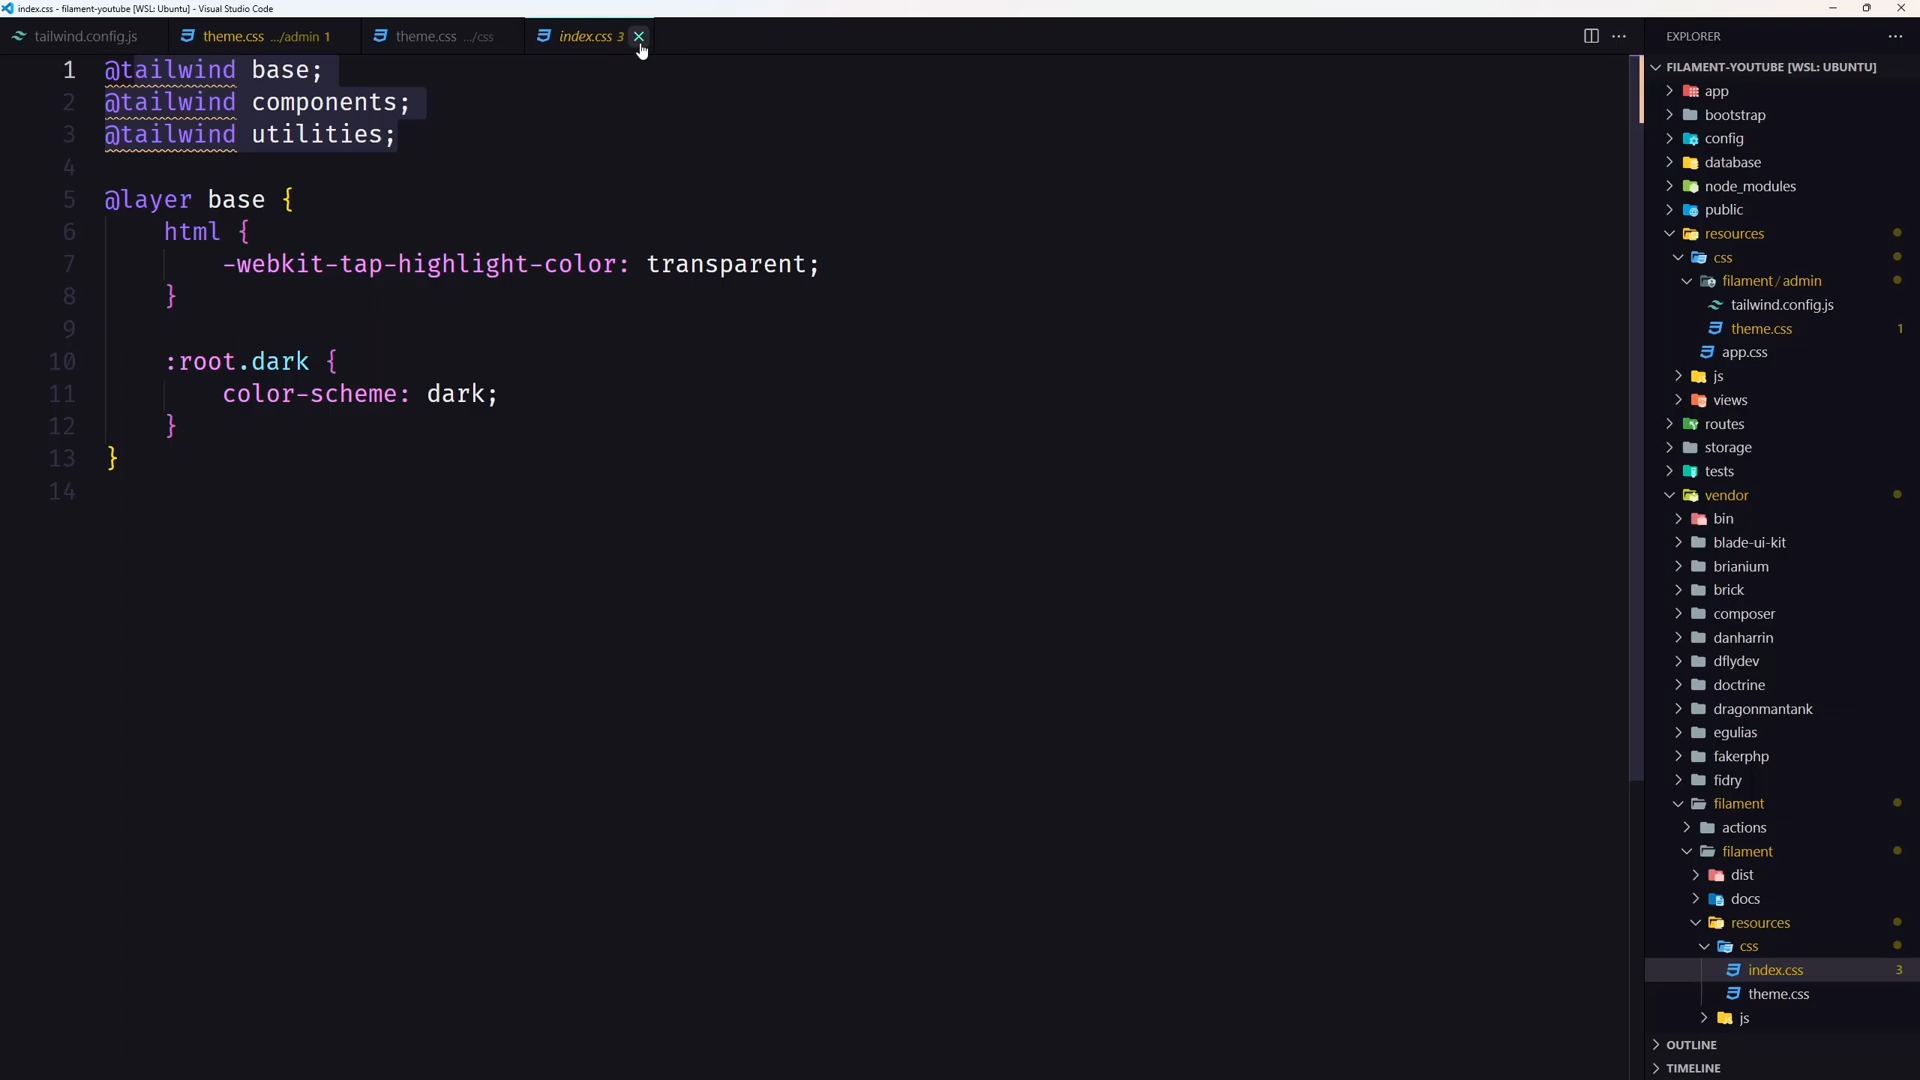 index.css - filament-youtube [WSL: Ubuntu] - Visual Studio Code
tailwind.config.js
theme.css .../admin 1
theme.css .../css
index.css 3
1 @tailwind base;
2 @tailwind components;
3 @tailwind utilities;
4
5 @layer base {
6 html {
7 -webkit-tap-highlight-color: transparent;
8 }
9
10 :root.dark {
11 color-scheme: dark;
12 }
13 }
14
EXPLORER
FILAMENT-YOUTUBE [WSL: UBUNTU]
app
bootstrap
config
database
node_modules
public
resources
css
filament / admin
tailwind.config.js
theme.css 1
app.css
js
views
routes
storage
tests
vendor
bin
blade-ui-kit
brianium
brick
composer
danharrin
dflydev
doctrine
dragonmantank
egulias
fakerphp
fidry
filament
actions
filament
dist
docs
resources
css
index.css 3
theme.css
js
OUTLINE
TIMELINE